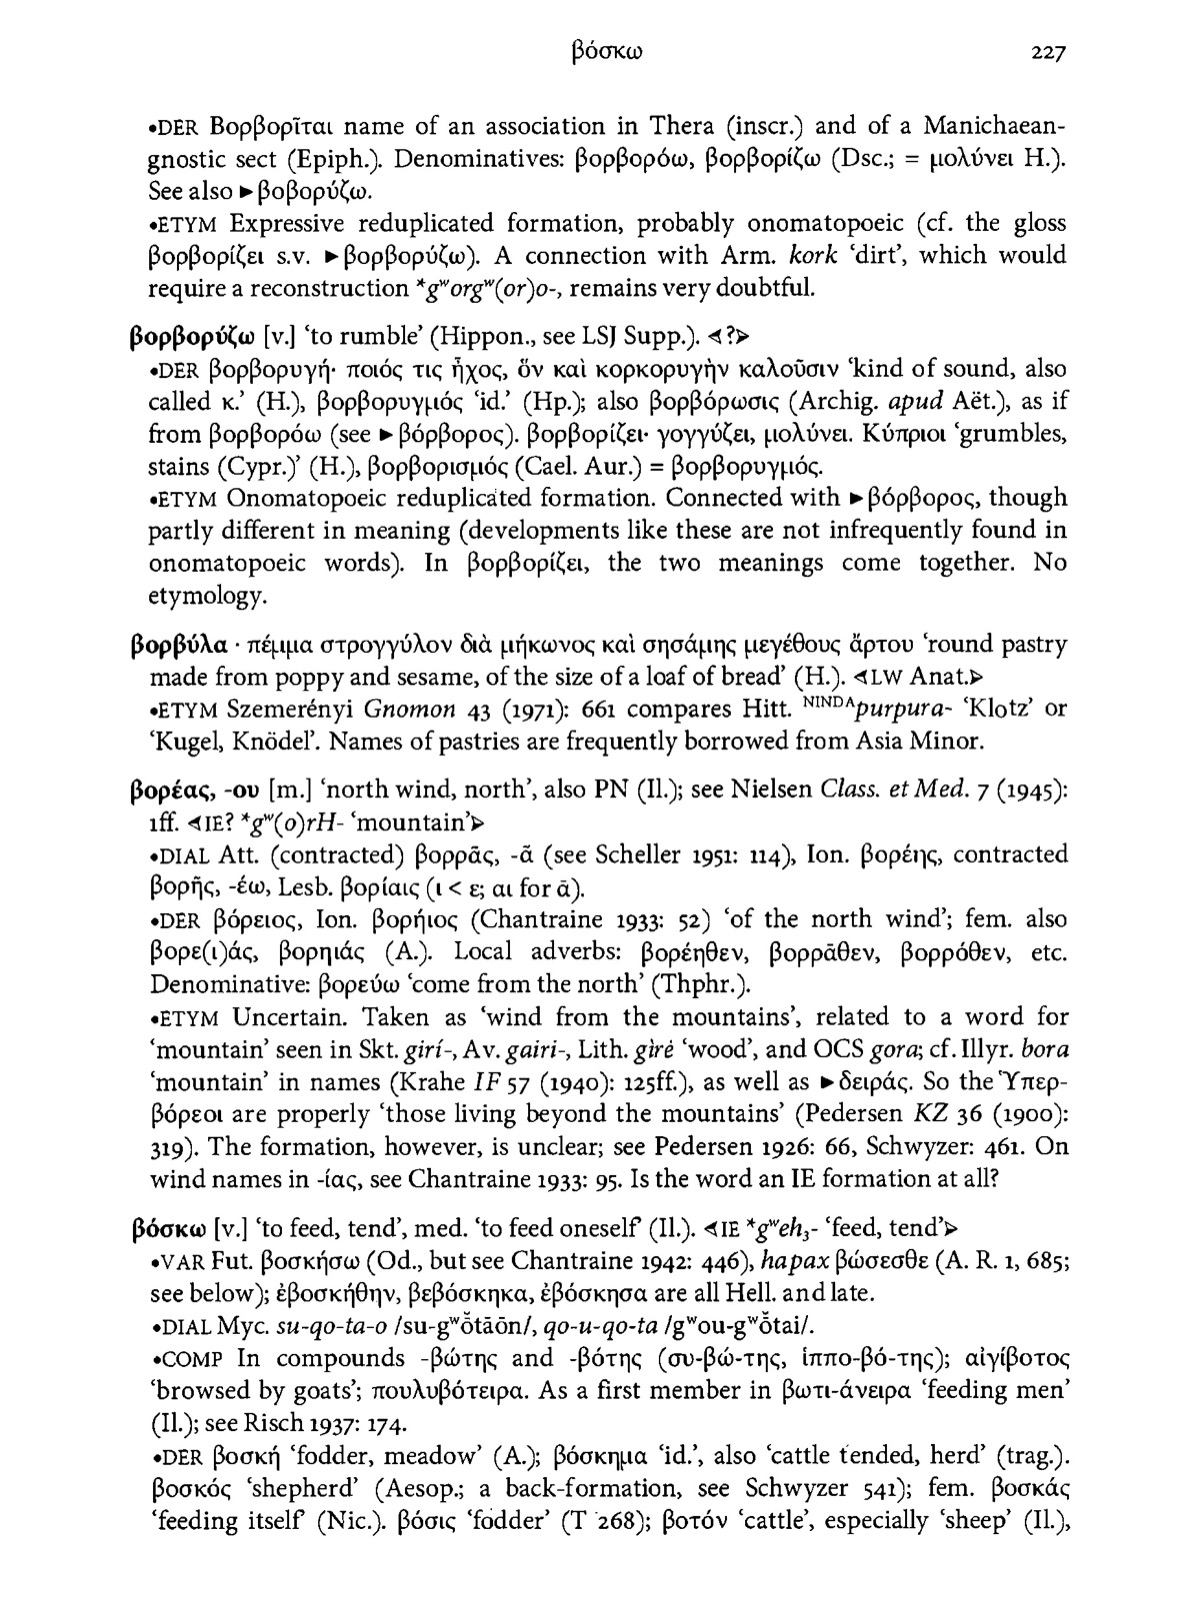 βόσκω 227
•DER Βορβορῖται name of an association in Thera (inscr.) and of a Manichaean-
gnostic sect (Epiph.). Denominatives: βορβορόω, βορβορίζω (Dsc.; = μολύνει H.).
See also ►βοβορύζω.
•ETYM Expressive reduplicated formation, probably onomatopoeic (cf. the gloss
βορβορίζει s.v. ►βορβορύζω). A connection with Arm. kork ‘dirt’, which would
require a reconstruction *gʷorgʷ(or)o-, remains very doubtful.
βορβορύζω [v.] ‘to rumble’ (Hippon., see LSJ Supp.). ⋖?⋗
•DER βορβορυγή· ποιός τις ἦχος, ὅν καὶ κορκορυγὴν καλοῦσιν ‘kind of sound, also
called κ.’ (H.), βορβορυγμός ‘id.’ (Hp.); also βορβόρωσις (Archig. apud Aët.), as if
from βορβορόω (see ►βόρβορος). βορβορίζει· γογγύζει, μολύνει. Κύπριοι ‘grumbles,
stains (Cypr.)’ (H.), βορβορισμός (Cael. Aur.) = βορβορυγμός.
•ETYM Onomatopoeic reduplicated formation. Connected with ►βόρβορος, though
partly different in meaning (developments like these are not infrequently found in
onomatopoeic words). In βορβορίζει, the two meanings come together. No
etymology.
βορβύλα · πέμμα στρογγύλον διὰ μήκωνος καὶ σησάμης μεγέθους ἄρτου ‘round pastry
made from poppy and sesame, of the size of a loaf of bread’ (H.). ⋖LW Anat.⋗
•ETYM Szemerényi Gnomon 43 (1971): 661 compares Hitt. NINDApurpura- ‘Klotz’ or
‘Kugel, Knödel’. Names of pastries are frequently borrowed from Asia Minor.
βορέας, -ου [m.] ‘north wind, north’, also PN (Il.); see Nielsen Class. et Med. 7 (1945):
1ff. ⋖IE? *gʷ(o)rH- ‘mountain’⋗
•DIAL Att. (contracted) βορρᾶς, -ᾶ (see Scheller 1951: 114), Ion. βορέης, contracted
βορῆς, -έω, Lesb. βορίαις (ι < ε; αι for ᾱ).
•DER βόρειος, Ion. βορήιος (Chantraine 1933: 52) ‘of the north wind’; fem. also
βορε(ι)άς, βορηιάς (A.). Local adverbs: βορέηθεν, βορρᾶθεν, βορρόθεν, etc.
Denominative: βορεύω ‘come from the north’ (Thphr.).
•ETYM Uncertain. Taken as ‘wind from the mountains’, related to a word for
‘mountain’ seen in Skt. girí-, Av. gairi-, Lith. girė ‘wood’, and OCS gora; cf. Illyr. bora
‘mountain’ in names (Krahe IF 57 (1940): 125ff.), as well as ►δειράς. So the Ὑπερ-
βόρεοι are properly ‘those living beyond the mountains’ (Pedersen KZ 36 (1900):
319). The formation, however, is unclear; see Pedersen 1926: 66, Schwyzer: 461. On
wind names in -ίας, see Chantraine 1933: 95. Is the word an IE formation at all?
βόσκω [v.] ‘to feed, tend’, med. ‘to feed oneself’ (Il.). ⋖IE *gʷeh₃- ‘feed, tend’⋗
•VAR Fut. βοσκήσω (Od., but see Chantraine 1942: 446), hapax βώσεσθε (A. R. 1, 685;
see below); ἐβοσκήθην, βεβόσκηκα, ἐβόσκησα are all Hell. and late.
•DIAL Myc. su-qo-ta-o /su-gʷō̆tāōn/, qo-u-qo-ta /gʷou-gʷō̆tai/.
•COMP In compounds -βώτης and -βότης (συ-βώ-της, ἱππο-βό-της); αἰγίβοτος
‘browsed by goats’; πουλυβότειρα. As a first member in βωτι-άνειρα ‘feeding men’
(Il.); see Risch 1937: 174.
•DER βοσκή ‘fodder, meadow’ (A.); βόσκημα ‘id.’, also ‘cattle tended, herd’ (trag.).
βοσκός ‘shepherd’ (Aesop.; a back-formation, see Schwyzer 541); fem. βοσκάς
‘feeding itself’ (Nic.). βόσις ‘fodder’ (Τ 268); βοτόν ‘cattle’, especially ‘sheep’ (Il.),